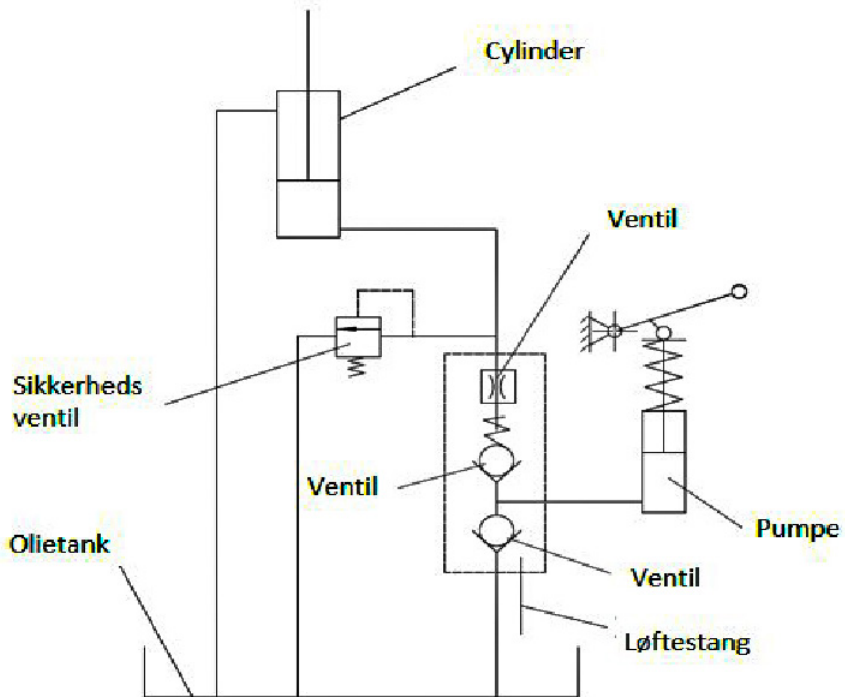 Cylinder
Ventil
Sikkerheds
ventil
Ventil
Pumpe
Olietank
Ventil
Løftestang